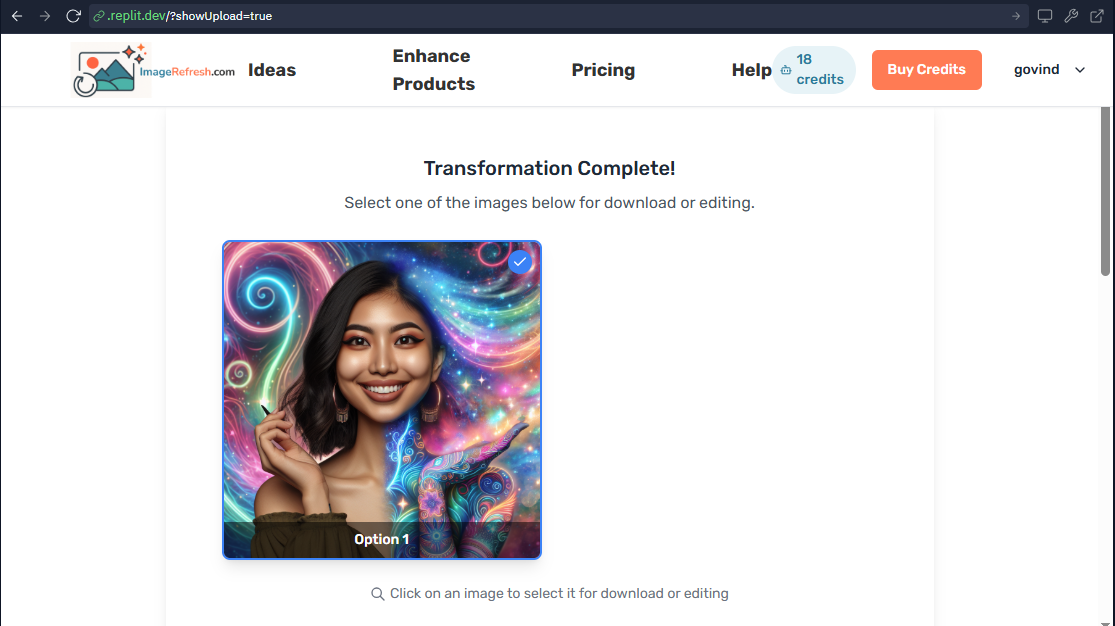 .replit.dev/?showUpload=true
ImageRefresh.com
Ideas
Enhance
Products
Pricing
Help
18
credits
Buy Credits
govind
Transformation Complete!
Select one of the images below for download or editing.
Option 1
Click on an image to select it for download or editing